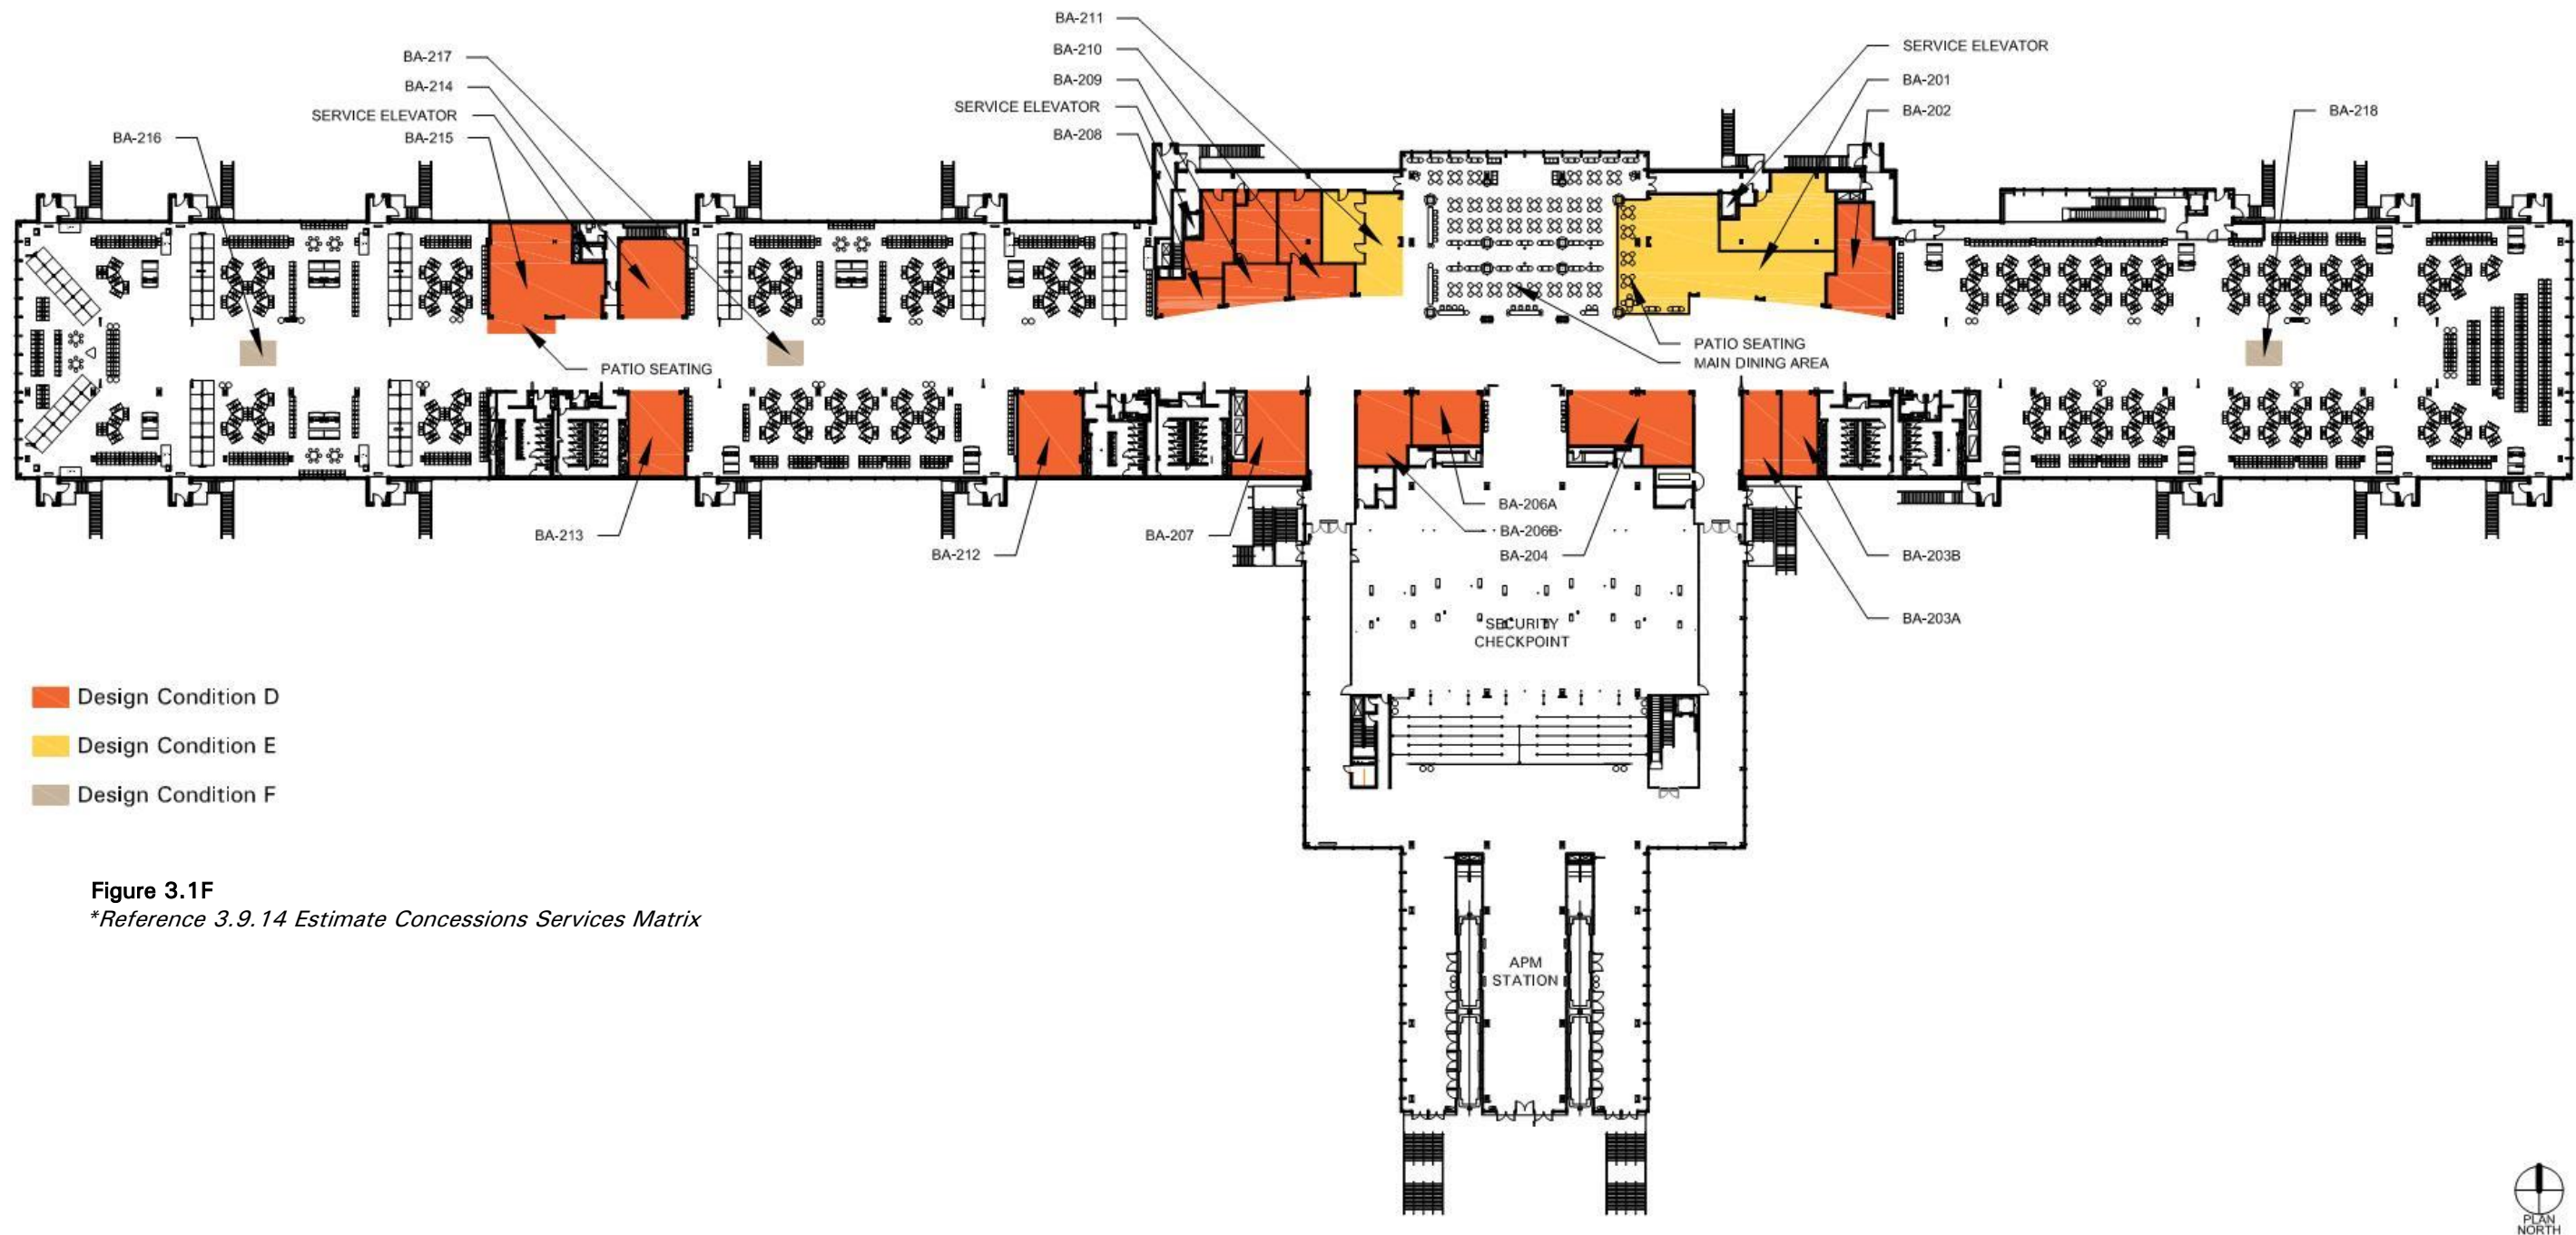 BA-211
BA-210
BA-209
SERVICE ELEVATOR
BA-208
SERVICE ELEVATOR
BA-201
BA-202
BA-218
BA-217
BA-214
SERVICE ELEVATOR
BA-215
BA-216
PATIO SEATING
PATIO SEATING
MAIN DINING AREA
BA-213
BA-212
BA-207
BA-206A
BA-206B
BA-204
BA-203B
BA-203A
SECURITY
CHECKPOINT
Design Condition D
Design Condition E
Design Condition F
Figure 3.1F
*Reference 3.9.14 Estimate Concessions Services Matrix
APM
STATION
PLAN
NORTH